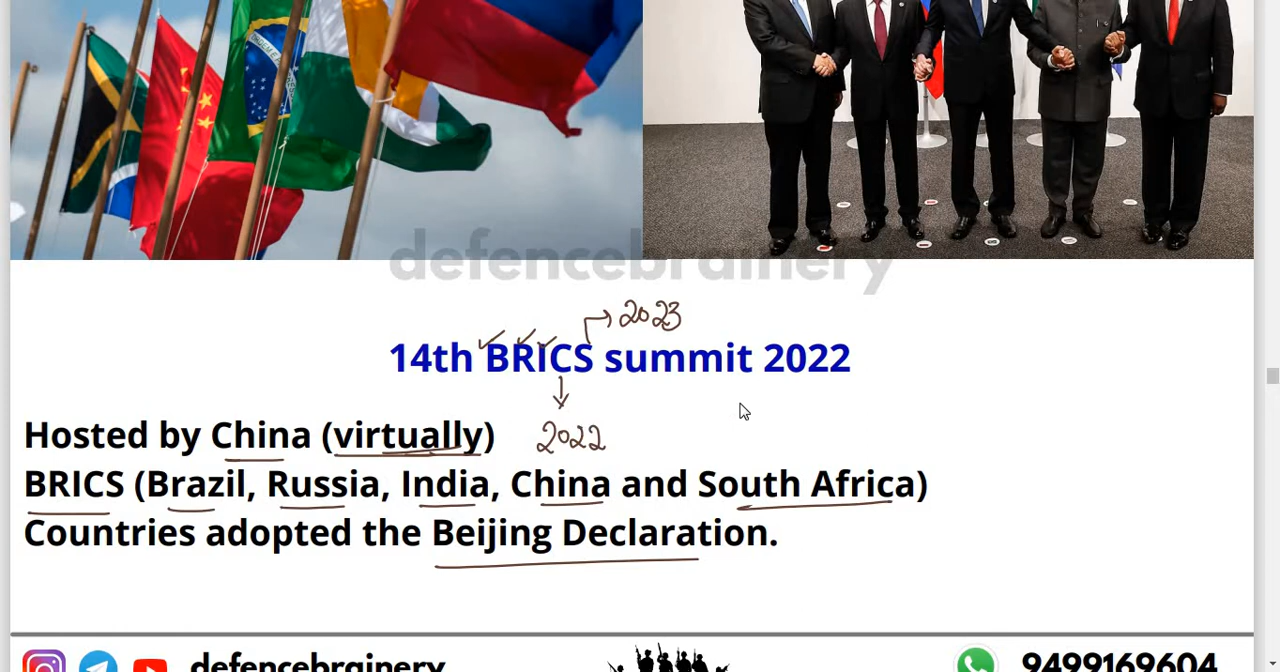 defencebrainery
2023
14th BRICS summit 2022
Hosted by China (virtually)
2022
BRICS (Brazil, Russia, India, China and South Africa)
Countries adopted the Beijing Declaration.
defencebrainery
9499169604